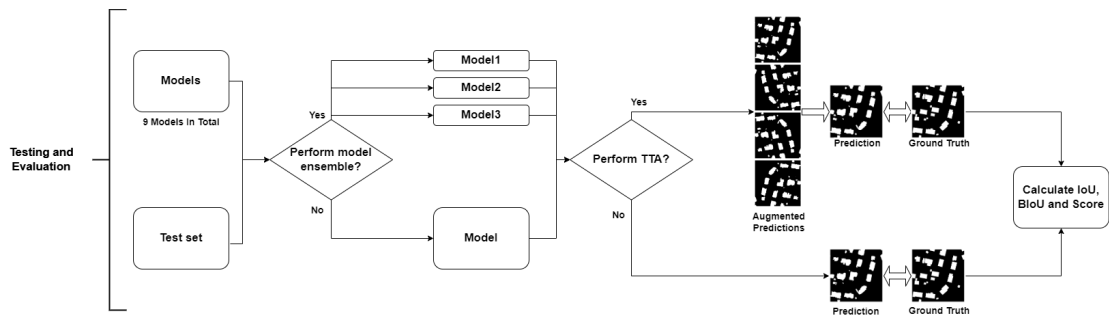 Testing and
Evaluation
Models
9 Models in Total
Test set
Perform model
ensemble?
Yes
No
Model1
Model2
Model3
Model
Perform TTA?
Yes
No
Augmented
Predictions
Prediction
Ground Truth
Prediction
Ground Truth
Calculate IoU,
BIoU and Score